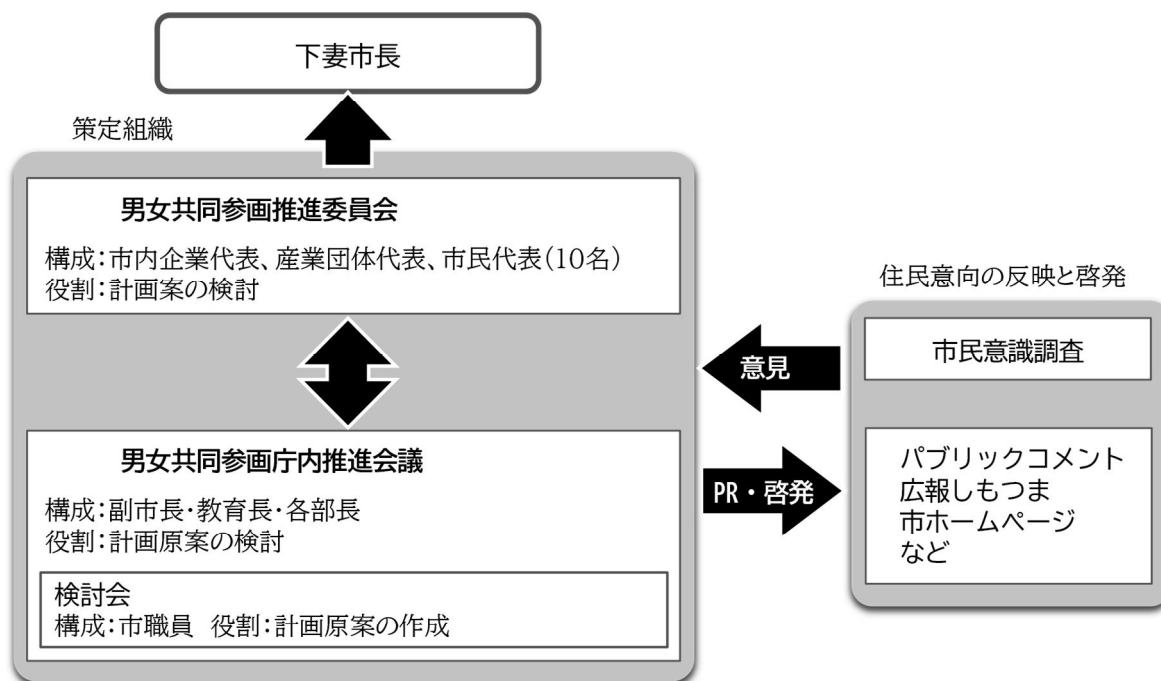 下妻市長
策定組織
男女共同参画推進委員会
構成：市内企業代表、産業団体代表、市民代表（10名）
役割：計画案の検討
男女共同参画庁内推進会議
構成：副市長・教育長・各部長
役割：計画原案の検討
検討会
構成：市職員　役割：計画原案の作成
意見
PR・啓発
住民意向の反映と啓発
市民意識調査
パブリックコメント
広報しもつま
市ホームページ
など